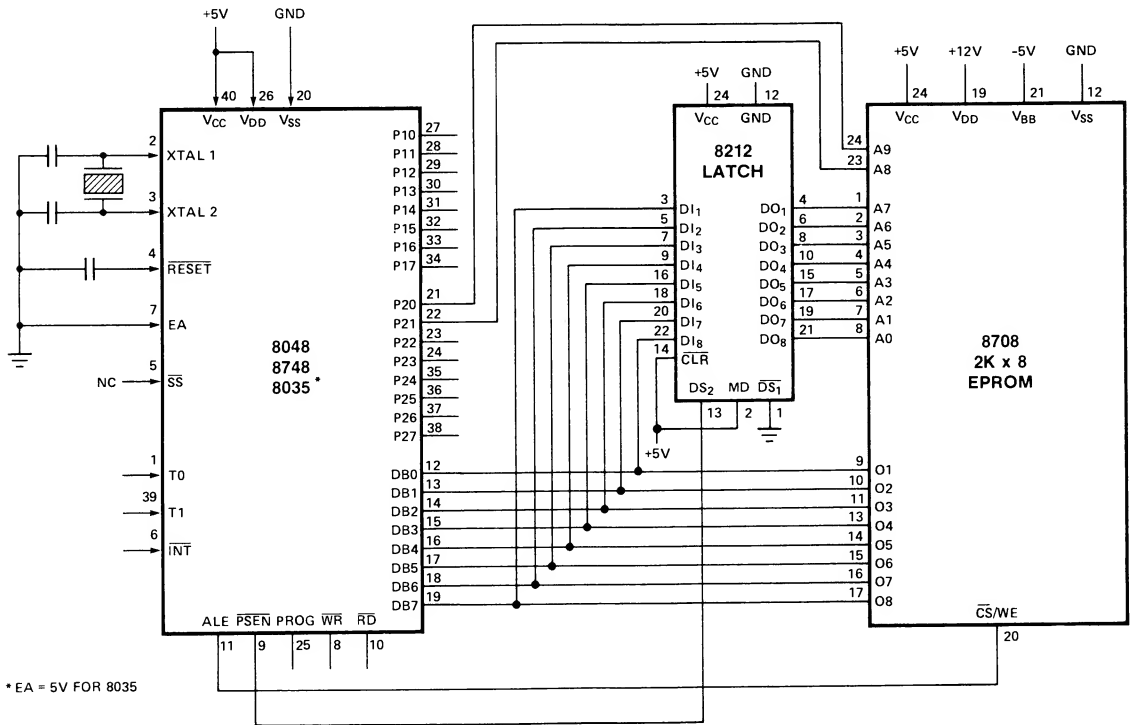 +5V GND
40 26 20
VCC VDD VSS
2 XTAL 1
3 XTAL 2
4 RESET
7 EA
5 SS
NC
1 T0
39 T1
6 INT
8048
8748
8035 *
P10 27
P11 28
P12 29
P13 30
P14 31
P15 32
P16 33
P17 34
P20 21
P21 22
P22 23
P23 24
P24 35
P25 36
P26 37
P27 38
DB0 12
DB1 13
DB2 14
DB3 15
DB4 16
DB5 17
DB6 18
DB7 19
ALE PSEN PROG WR RD
11 9 25 8 10
* EA = 5V FOR 8035
+5V GND
24 12
VCC GND
8212
LATCH
3 DI1 DO1 4
5 DI2 DO2 6
7 DI3 DO3 8
9 DI4 DO4 10
16 DI5 DO5 15
18 DI6 DO6 17
20 DI7 DO7 19
22 DI8 DO8 21
14 CLR
DS2 MD DS1
13 2 1
+5V
+5V +12V -5V GND
24 19 21 12
VCC VDD VBB VSS
24 A9
23 A8
1 A7
2 A6
3 A5
4 A4
5 A3
6 A2
7 A1
8 A0
8708
2K x 8
EPROM
9 O1
10 O2
11 O3
13 O4
14 O5
15 O6
16 O7
17 O8
CS/WE
20